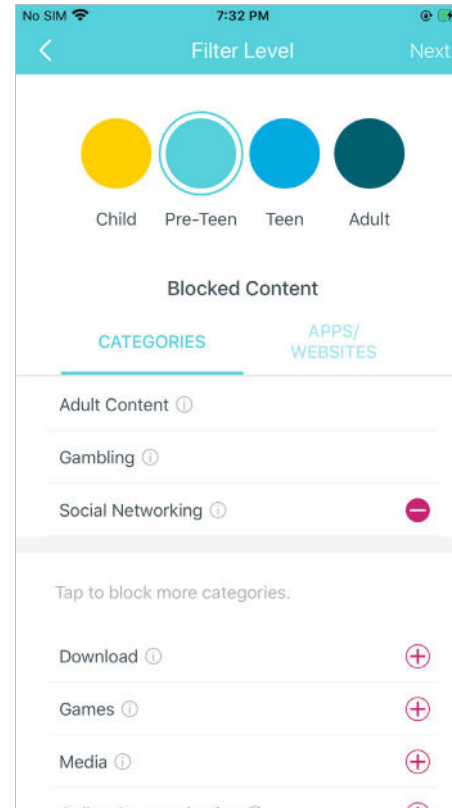 No SIM 7:32 PM
Filter Level Next
Child Pre-Teen Teen Adult
Blocked Content
CATEGORIES
APPS/
WEBSITES
Adult Content
Gambling
Social Networking
Tap to block more categories.
Download
Games
Media